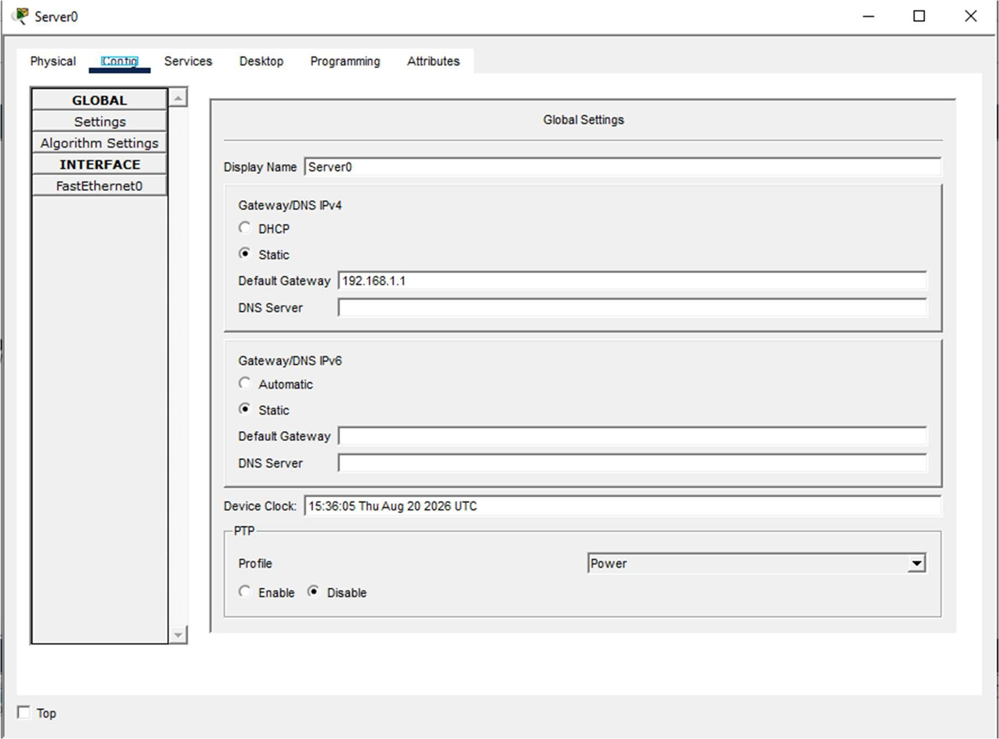 Server0
Physical Config Services Desktop Programming Attributes
GLOBAL
Settings
Algorithm Settings
INTERFACE
FastEthernet0
Global Settings
Display Name Server0
Gateway/DNS IPv4
DHCP
Static
Default Gateway 192.168.1.1
DNS Server
Gateway/DNS IPv6
Automatic
Static
Default Gateway
DNS Server
Device Clock: 15:36:05 Thu Aug 20 2026 UTC
PTP
Profile Power
Enable Disable
Top